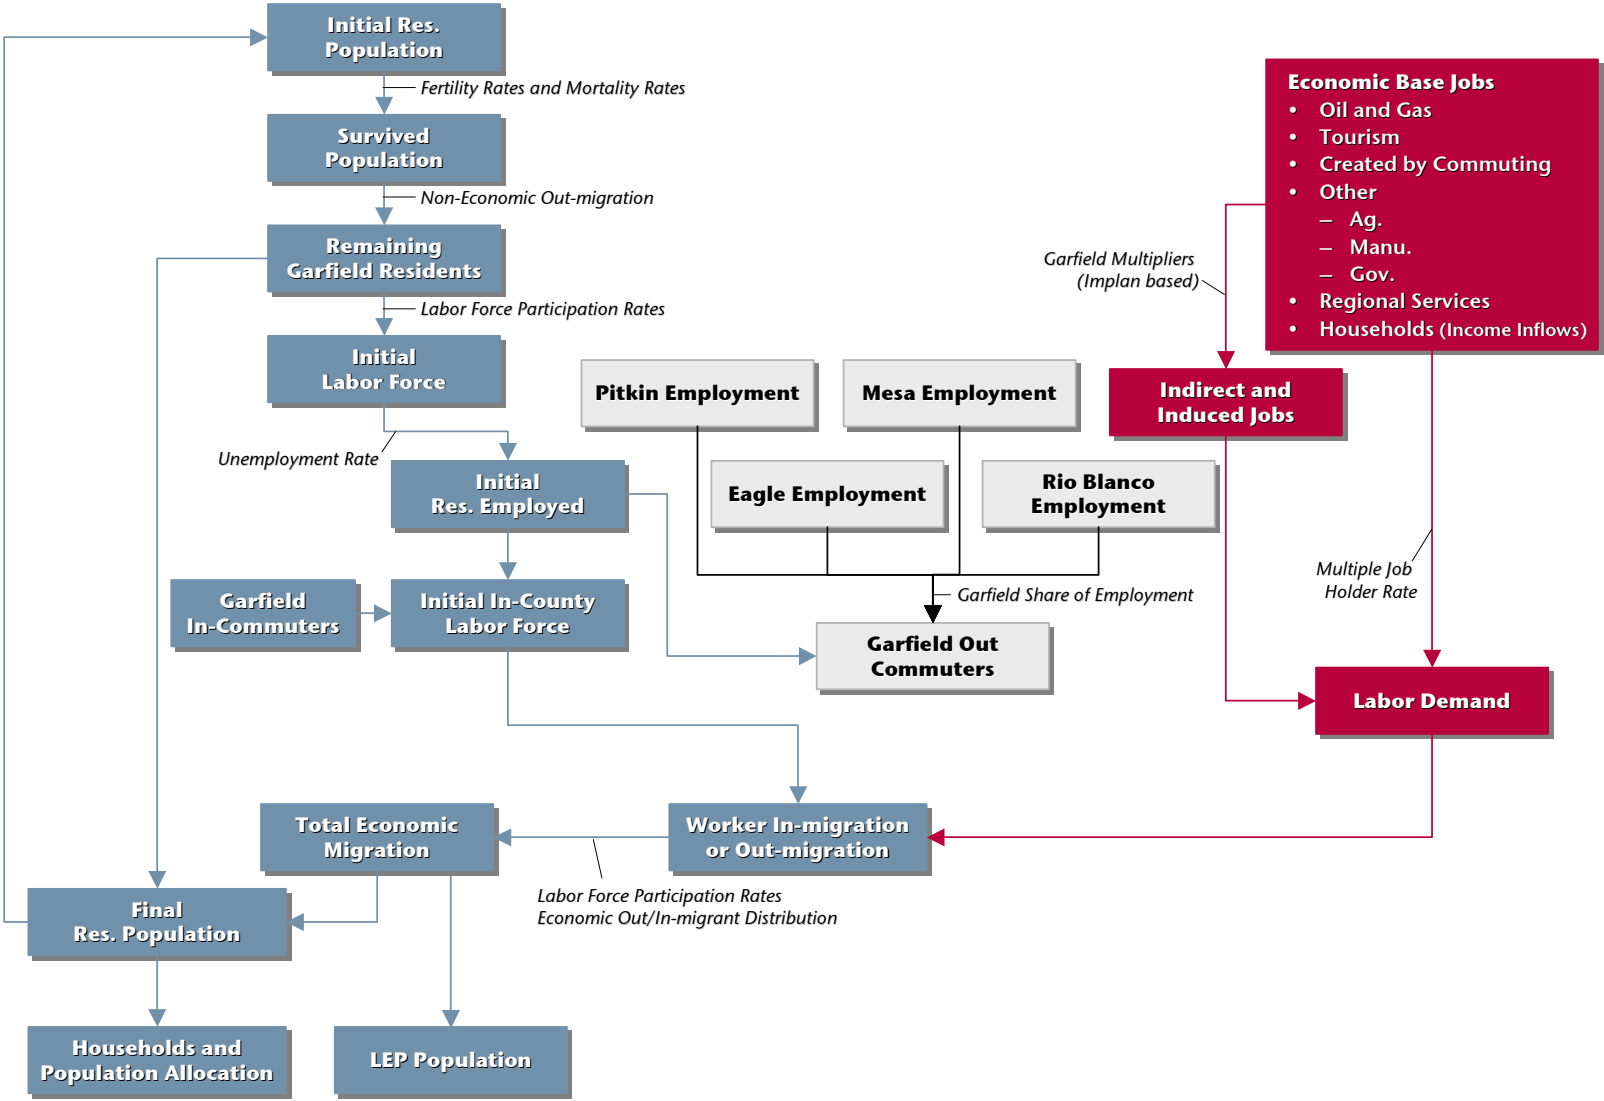 Initial Res.
Population
Fertility Rates and Mortality Rates
Survived
Population
Non-Economic Out-migration
Remaining
Garfield Residents
Labor Force Participation Rates
Initial
Labor Force
Unemployment Rate
Initial
Res. Employed
Garfield
In-Commuters
Initial In-County
Labor Force
Pitkin Employment
Mesa Employment
Eagle Employment
Rio Blanco
Employment
Garfield Share of Employment
Garfield Out
Commuters
Economic Base Jobs
• Oil and Gas
• Tourism
• Created by Commuting
• Other
– Ag.
– Manu.
– Gov.
• Regional Services
• Households (Income Inflows)
Garfield Multipliers
(Implan based)
Indirect and
Induced Jobs
Multiple Job
Holder Rate
Labor Demand
Worker In-migration
or Out-migration
Labor Force Participation Rates
Economic Out/In-migrant Distribution
Total Economic
Migration
Final
Res. Population
Households and
Population Allocation
LEP Population